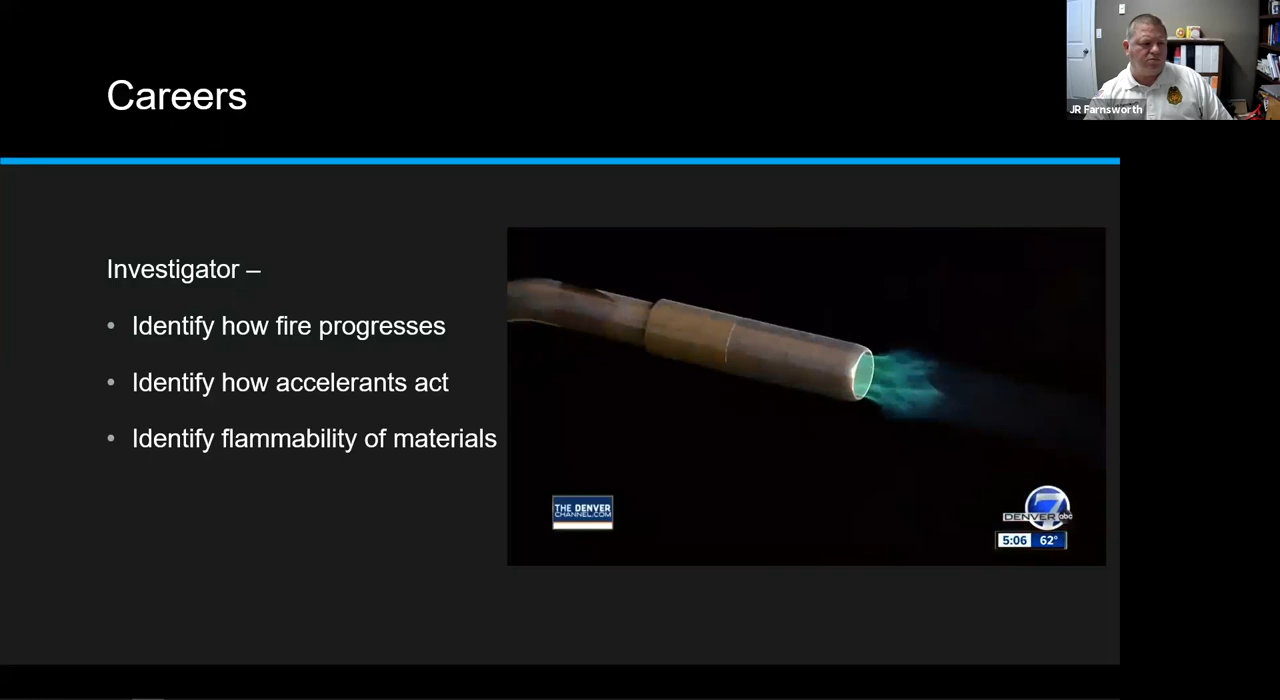 Careers
JR Farnsworth
Investigator –
• Identify how fire progresses
• Identify how accelerants act
• Identify flammability of materials
THE DENVER
CHANNEL.COM
7
DENVER abc
5:06 62°